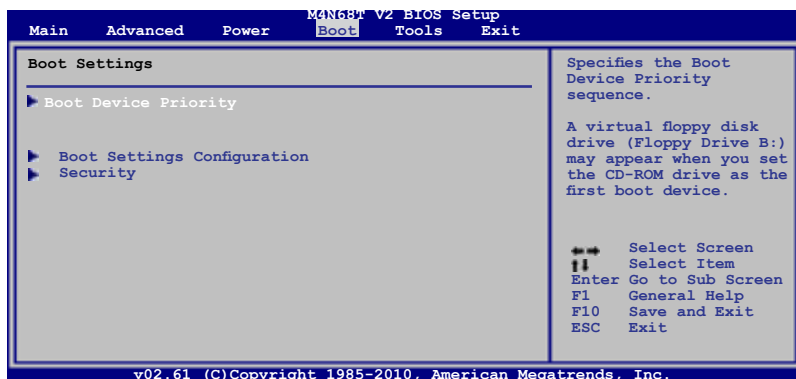 M4N68T V2 BIOS Setup
Main Advanced Power Boot Tools Exit
Boot Settings
Boot Device Priority
Boot Settings Configuration
Security
Specifies the Boot
Device Priority
sequence.
A virtual floppy disk
drive (Floppy Drive B:)
may appear when you set
the CD-ROM drive as the
first boot device.
Select Screen
Select Item
Enter Go to Sub Screen
F1 General Help
F10 Save and Exit
ESC Exit
v02.61 (C)Copyright 1985-2010, American Megatrends, Inc.